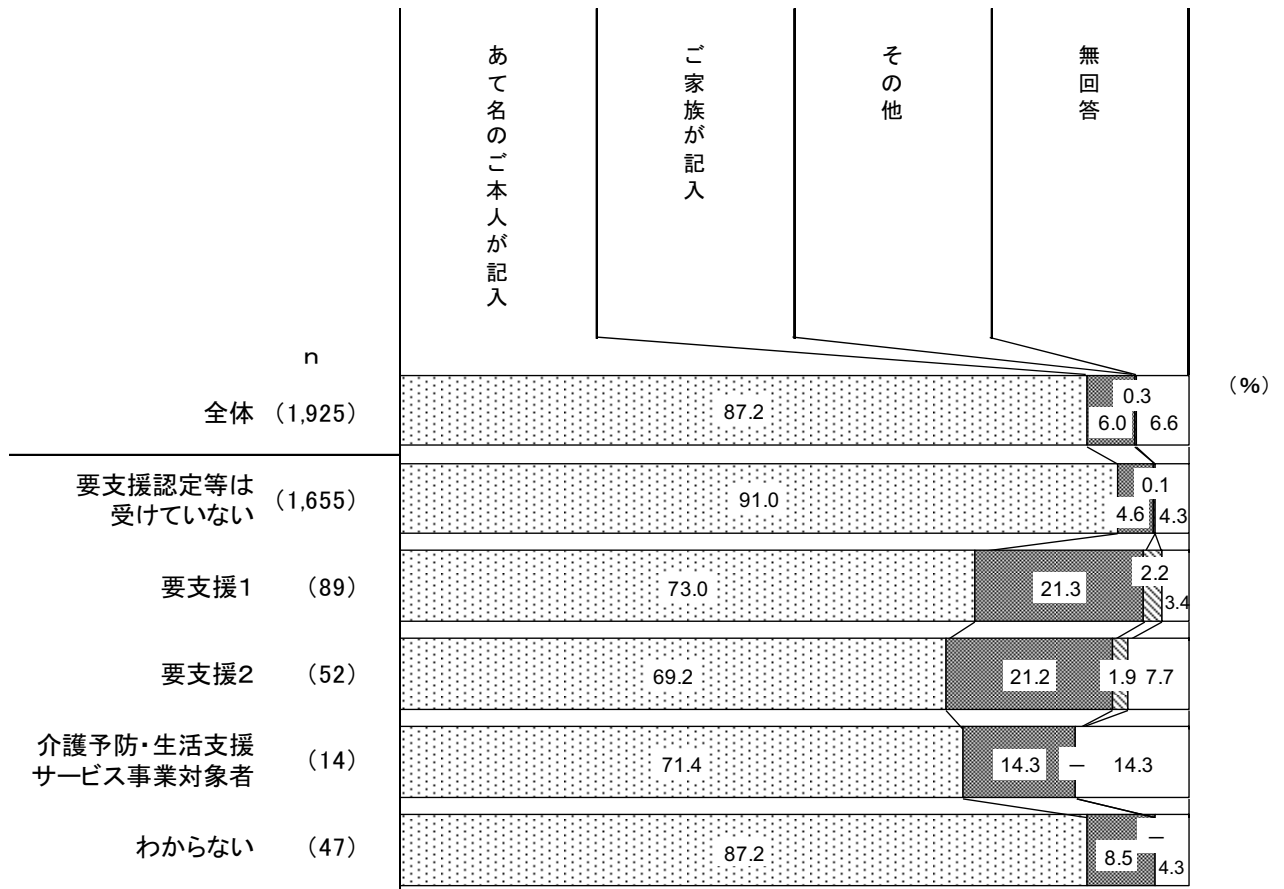 あて名のご本人が記入
ご家族が記入
その他
無回答
n
(%)
全体 (1,925) 87.2 6.0 0.3 6.6
要支援認定等は
受けていない (1,655) 91.0 4.6 0.1 4.3
要支援1 (89) 73.0 21.3 2.2 3.4
要支援2 (52) 69.2 21.2 1.9 7.7
介護予防・生活支援
サービス事業対象者 (14) 71.4 14.3 － 14.3
わからない (47) 87.2 8.5 － 4.3